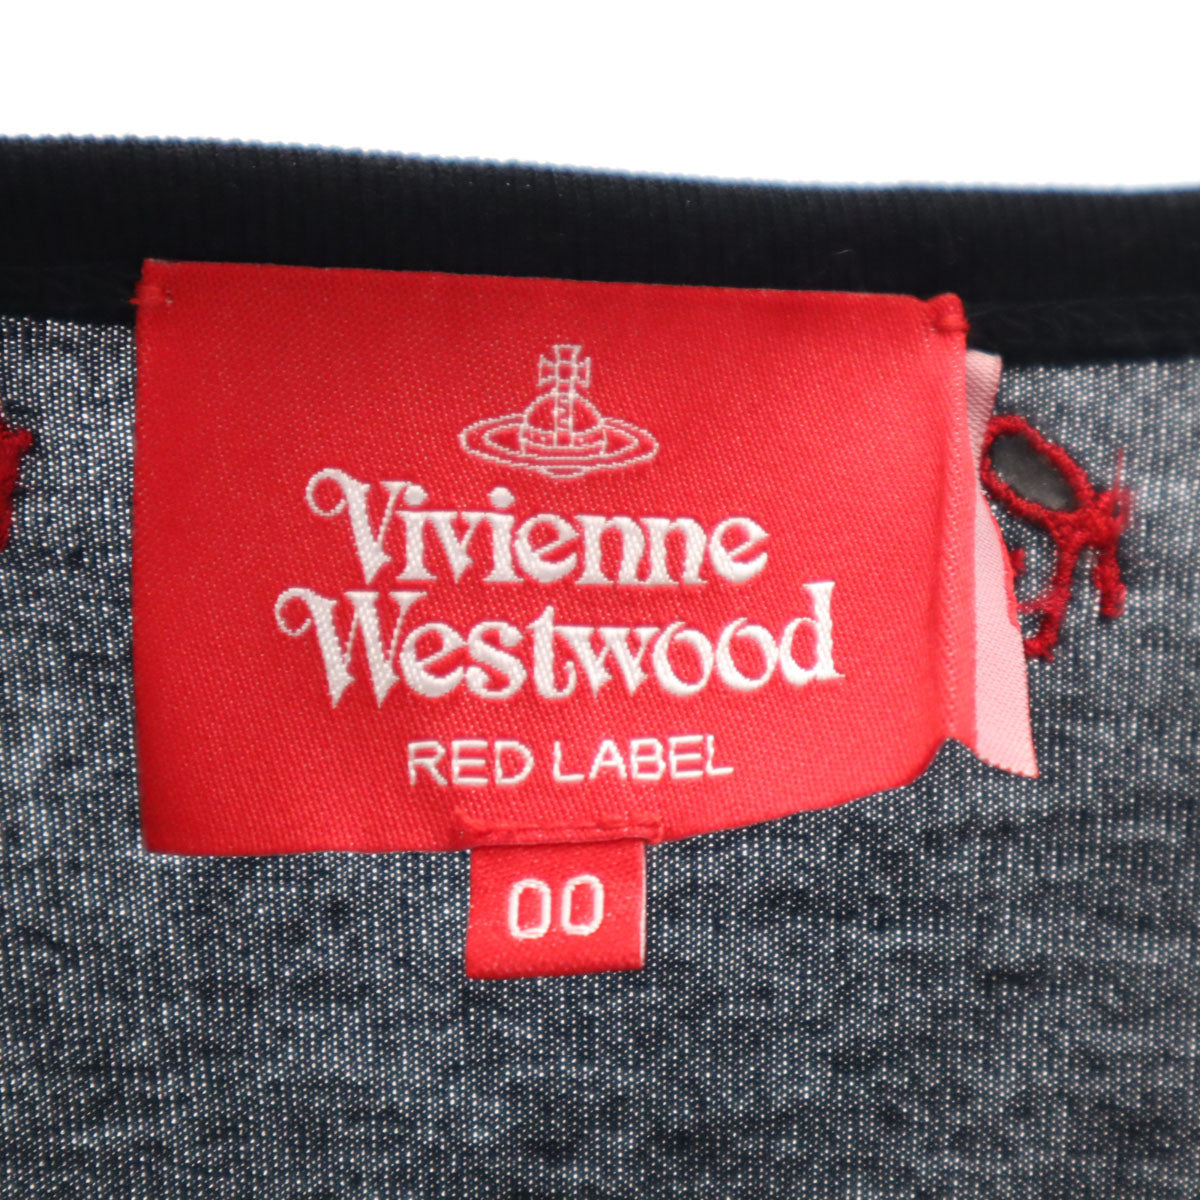 Vivienne
Westwood
RED LABEL
00